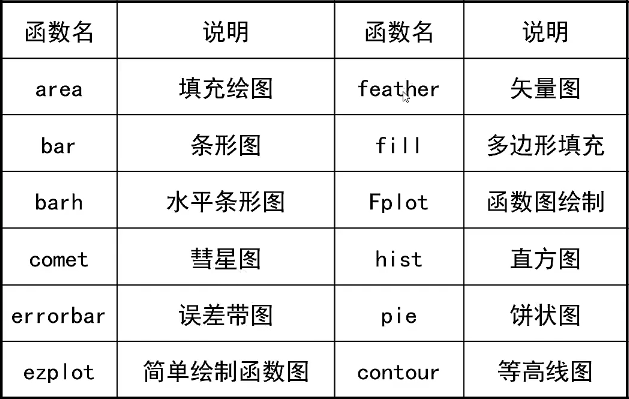 函数名 说明 函数名 说明
area 填充绘图 feather 矢量图
bar 条形图 fill 多边形填充
barh 水平条形图 Fplot 函数图绘制
comet 彗星图 hist 直方图
errorbar 误差带图 pie 饼状图
ezplot 简单绘制函数图 contour 等高线图